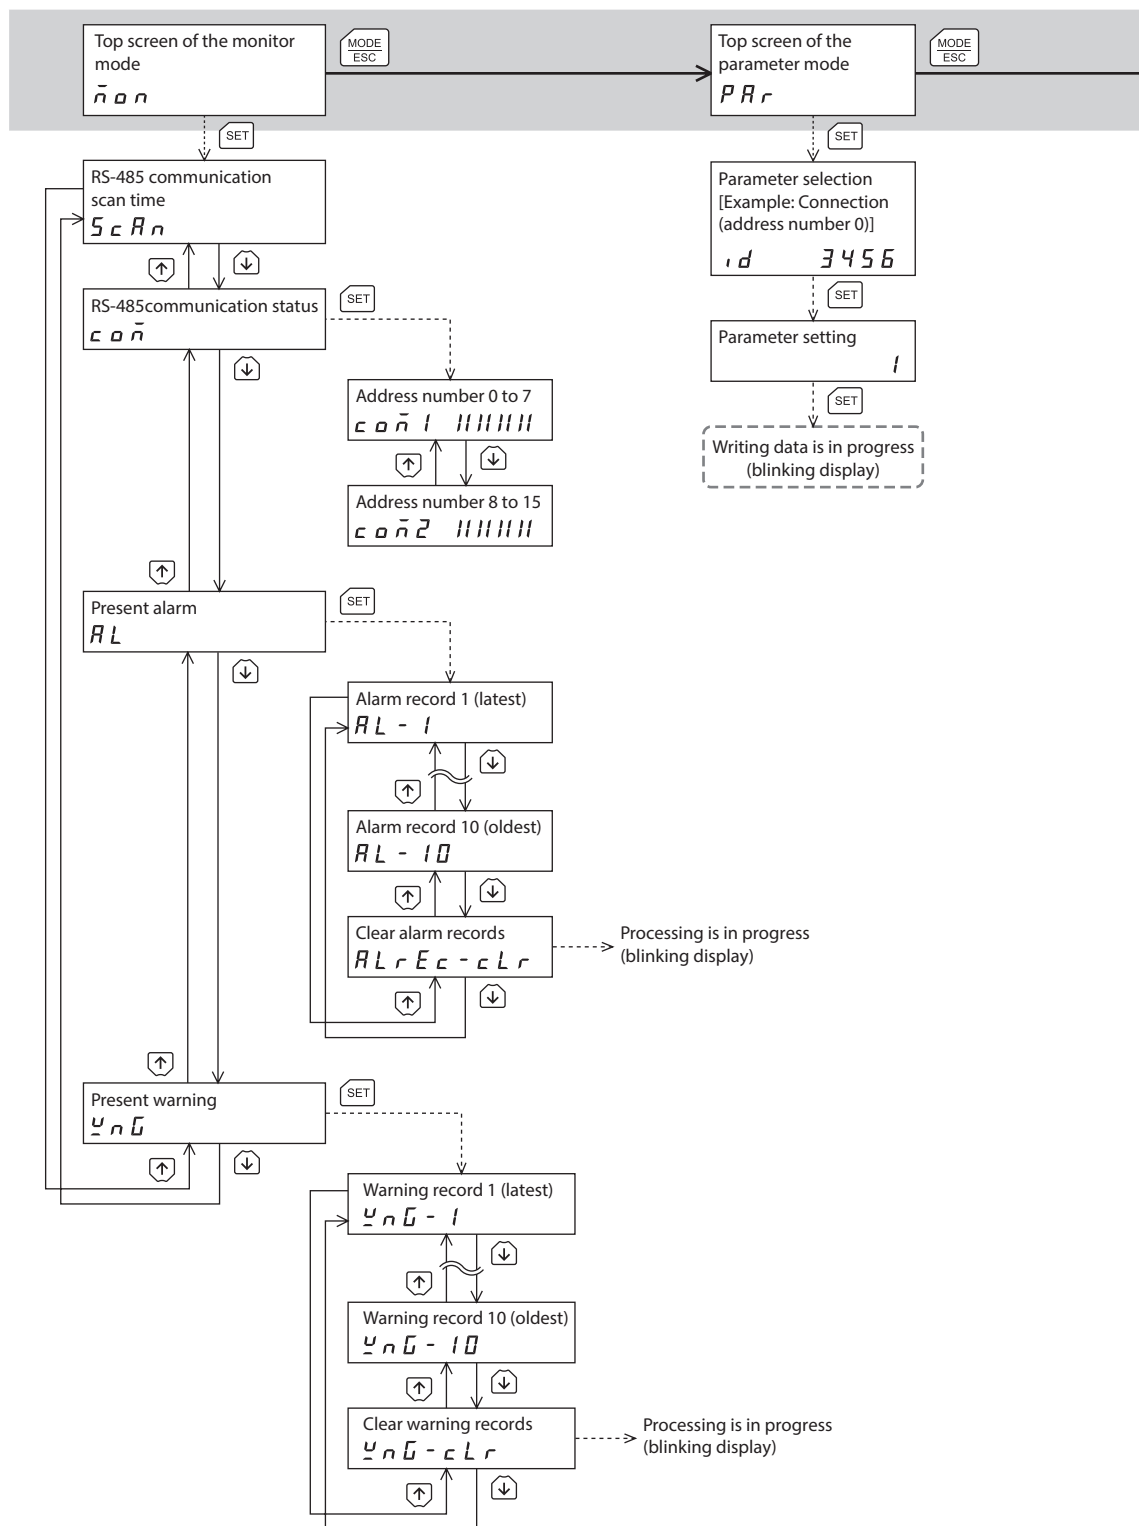 Top screen of the monitor
mode
mon
MODE
ESC
Top screen of the
parameter mode
PAr
MODE
ESC
SET
SET
RS-485 communication
scan time
ScAn
Parameter selection
[Example: Connection
(address number 0)]
id 3456
SET
RS-485communication status
com
SET
Parameter setting
1
SET
Address number 0 to 7
com1 11111111
Writing data is in progress
(blinking display)
Address number 8 to 15
com2 11111111
Present alarm
AL
SET
Alarm record 1 (latest)
AL-1
Alarm record 10 (oldest)
AL-10
Clear alarm records
ALrEc-cLr
Processing is in progress
(blinking display)
Present warning
WnG
SET
Warning record 1 (latest)
WnG-1
Warning record 10 (oldest)
WnG-10
Clear warning records
WnG-cLr
Processing is in progress
(blinking display)